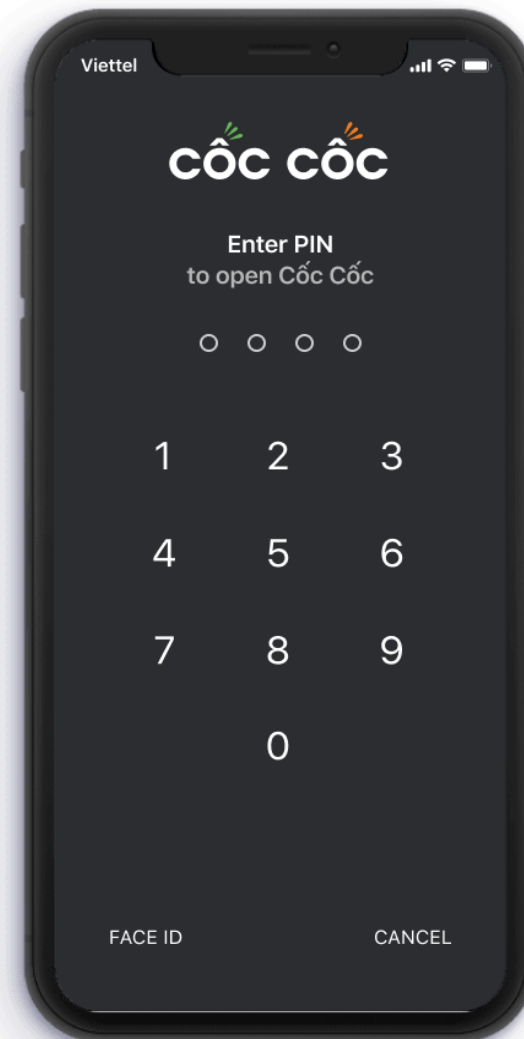 Viettel
cốc cốc
Enter PIN
to open Cốc Cốc
1 2 3
4 5 6
7 8 9
0
FACE ID CANCEL